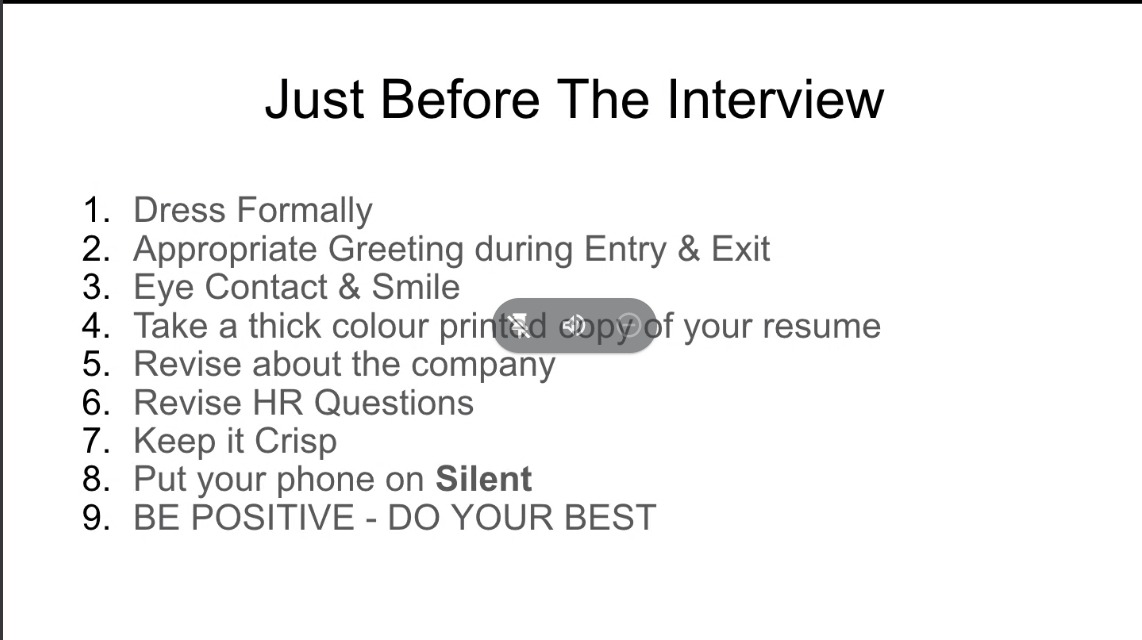 Just Before The Interview
1. Dress Formally
2. Appropriate Greeting during Entry & Exit
3. Eye Contact & Smile
4. Take a thick colour printed copy of your resume
5. Revise about the company
6. Revise HR Questions
7. Keep it Crisp
8. Put your phone on Silent
9. BE POSITIVE - DO YOUR BEST